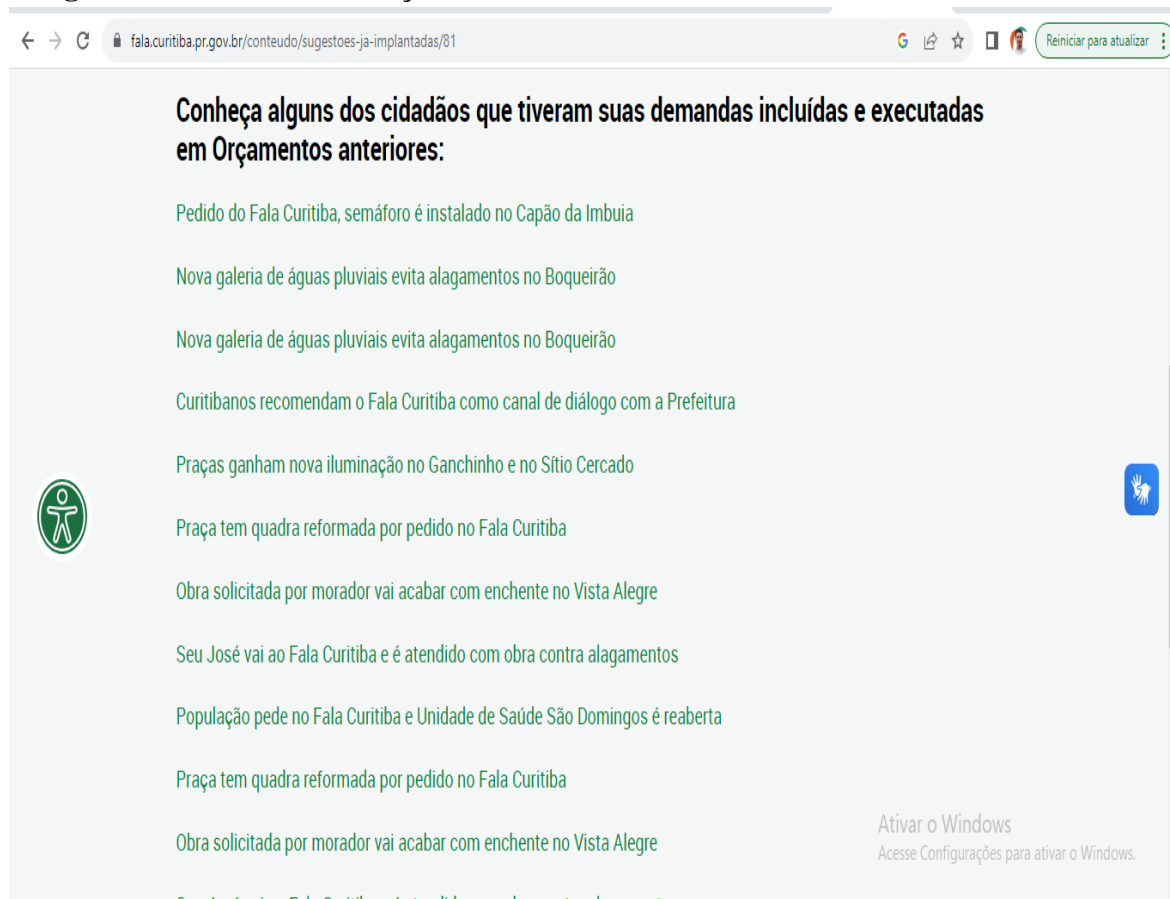 fala.curitiba.pr.gov.br/conteudo/sugestoes-ja-implantadas/81
Reiniciar para atualizar
Conheça alguns dos cidadãos que tiveram suas demandas incluídas e executadas
em Orçamentos anteriores:
Pedido do Fala Curitiba, semáforo é instalado no Capão da Imbuia
Nova galeria de águas pluviais evita alagamentos no Boqueirão
Nova galeria de águas pluviais evita alagamentos no Boqueirão
Curitibanos recomendam o Fala Curitiba como canal de diálogo com a Prefeitura
Praças ganham nova iluminação no Ganchinho e no Sítio Cercado
Praça tem quadra reformada por pedido no Fala Curitiba
Obra solicitada por morador vai acabar com enchente no Vista Alegre
Seu José vai ao Fala Curitiba e é atendido com obra contra alagamentos
População pede no Fala Curitiba e Unidade de Saúde São Domingos é reaberta
Praça tem quadra reformada por pedido no Fala Curitiba
Obra solicitada por morador vai acabar com enchente no Vista Alegre
Ativar o Windows
Acesse Configurações para ativar o Windows.